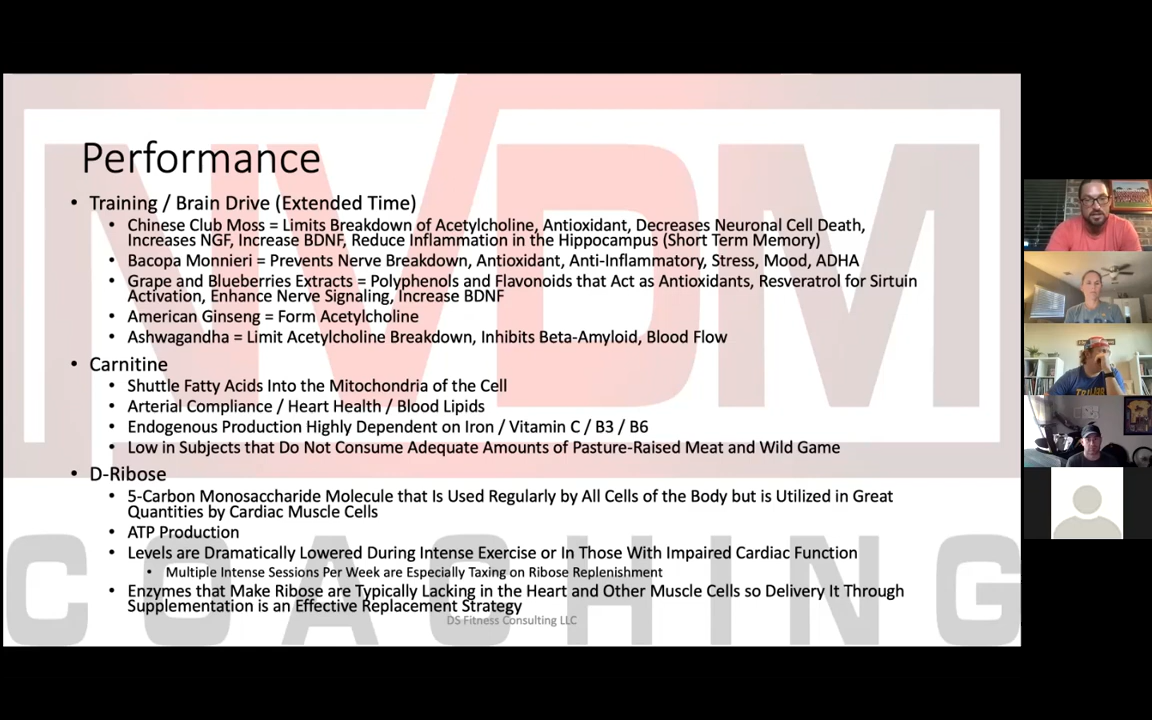 Performance
• Training / Brain Drive (Extended Time)
• Chinese Club Moss = Limits Breakdown of Acetylcholine, Antioxidant, Decreases Neuronal Cell Death,
Increases NGF, Increase BDNF, Reduce Inflammation in the Hippocampus (Short Term Memory)
• Bacopa Monnieri = Prevents Nerve Breakdown, Antioxidant, Anti-Inflammatory, Stress, Mood, ADHA
• Grape and Blueberries Extracts = Polyphenols and Flavonoids that Act as Antioxidants, Resveratrol for Sirtuin
Activation, Enhance Nerve Signaling, Increase BDNF
• American Ginseng = Form Acetylcholine
• Ashwagandha = Limit Acetylcholine Breakdown, Inhibits Beta-Amyloid, Blood Flow
• Carnitine
• Shuttle Fatty Acids Into the Mitochondria of the Cell
• Arterial Compliance / Heart Health / Blood Lipids
• Endogenous Production Highly Dependent on Iron / Vitamin C / B3 / B6
• Low in Subjects that Do Not Consume Adequate Amounts of Pasture-Raised Meat and Wild Game
• D-Ribose
• 5-Carbon Monosaccharide Molecule that Is Used Regularly by All Cells of the Body but is Utilized in Great
Quantities by Cardiac Muscle Cells
• ATP Production
• Levels are Dramatically Lowered During Intense Exercise or In Those With Impaired Cardiac Function
• Multiple Intense Sessions Per Week are Especially Taxing on Ribose Replenishment
• Enzymes that Make Ribose are Typically Lacking in the Heart and Other Muscle Cells so Delivery It Through
Supplementation is an Effective Replacement Strategy
DS Fitness Consulting LLC
NVDM
COACHING